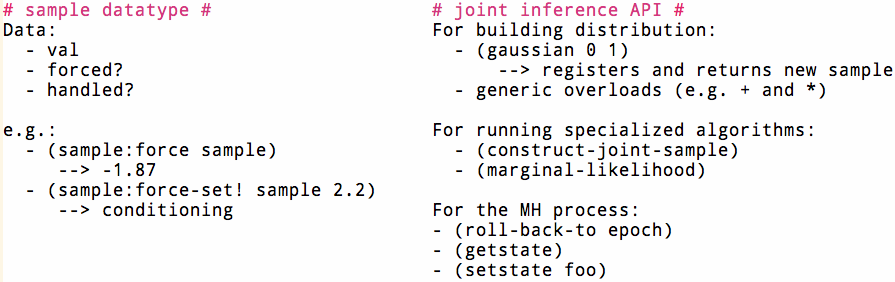 # sample datatype #
Data:
- val
- forced?
- handled?
e.g.:
- (sample:force sample)
--> -1.87
- (sample:force-set! sample 2.2)
--> conditioning
# joint inference API #
For building distribution:
- (gaussian 0 1)
--> registers and returns new sample
- generic overloads (e.g. + and *)
For running specialized algorithms:
- (construct-joint-sample)
- (marginal-likelihood)
For the MH process:
- (roll-back-to epoch)
- (getstate)
- (setstate foo)